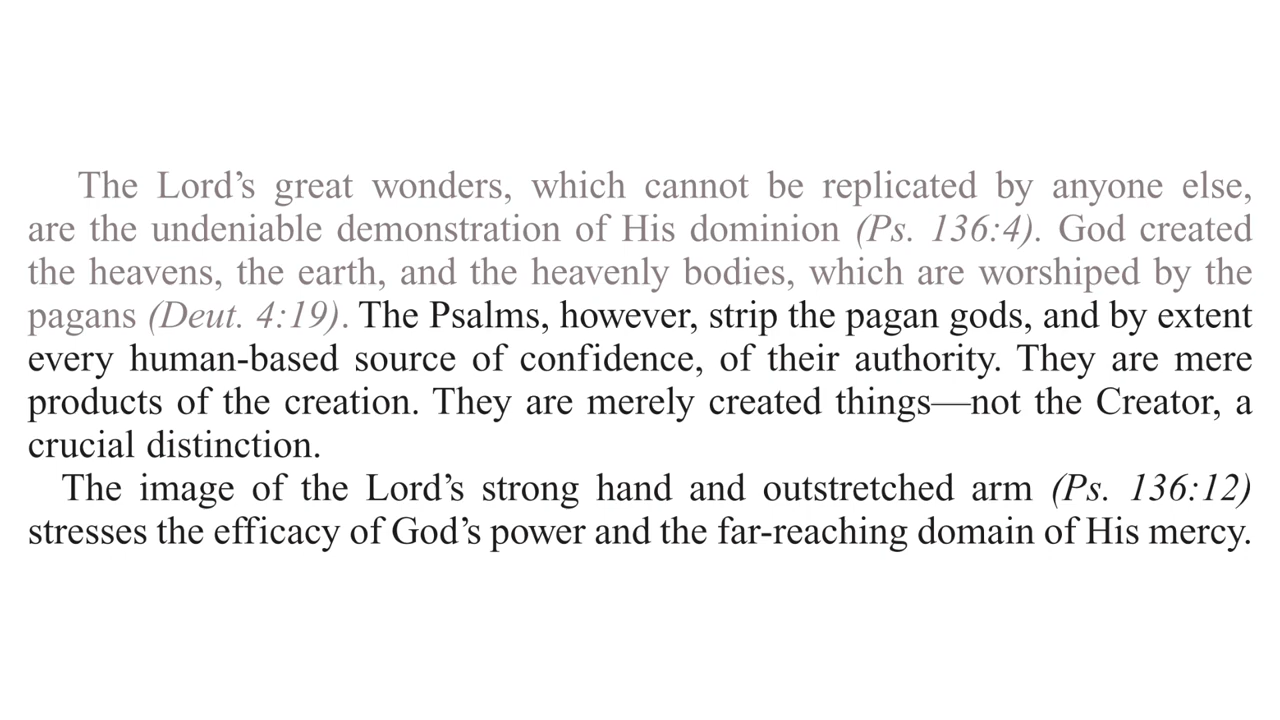 The Lord’s great wonders, which cannot be replicated by anyone else,
are the undeniable demonstration of His dominion (Ps. 136:4). God created
the heavens, the earth, and the heavenly bodies, which are worshiped by the
pagans (Deut. 4:19). The Psalms, however, strip the pagan gods, and by extent
every human-based source of confidence, of their authority. They are mere
products of the creation. They are merely created things—not the Creator, a
crucial distinction.
The image of the Lord’s strong hand and outstretched arm (Ps. 136:12)
stresses the efficacy of God’s power and the far-reaching domain of His mercy.